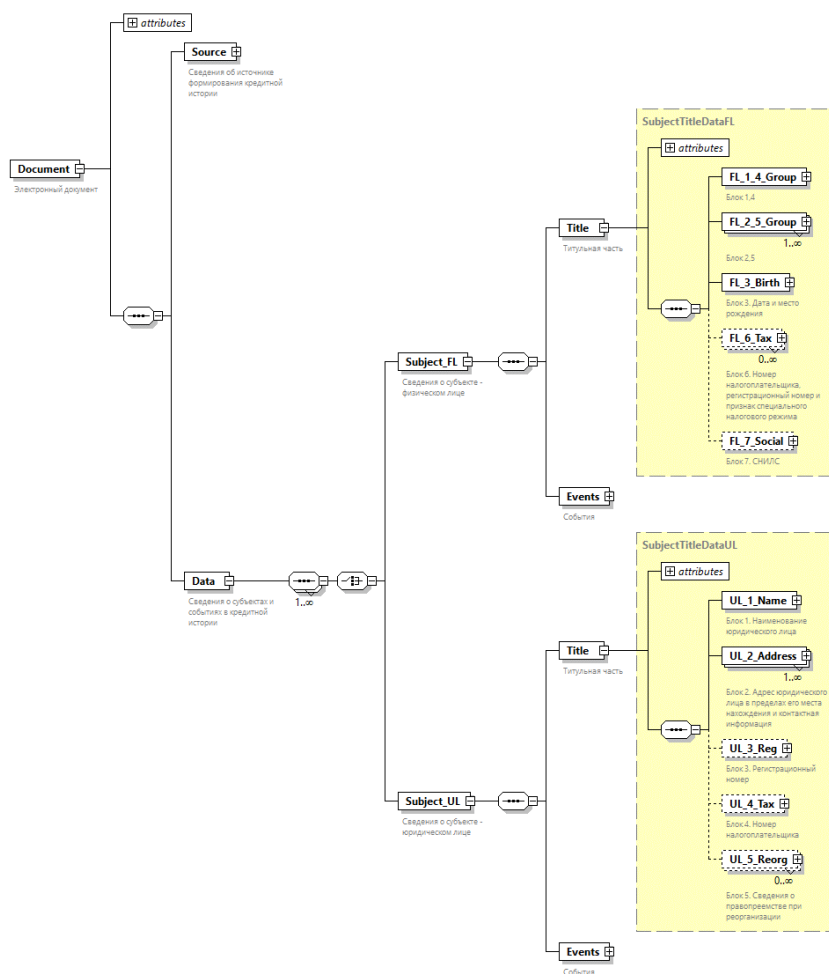 attributes
Source
Сведения об источнике
формирования кредитной
истории
Document
Электронный документ
SubjectTitleDataFL
attributes
FL_1_4_Group
Блок 1,4
FL_2_5_Group
1..∞
Блок 2,5
Title
Титульная часть
FL_3_Birth
Блок 3. Дата и место
рождения
FL_6_Tax
0..∞
Блок 6. Номер
налогоплательщика,
регистрационный номер и
признак специального
налогового режима
FL_7_Social
Блок 7. СНИЛС
Subject_FL
Сведения о субъекте -
физическом лице
Events
События
Data
Сведения о субъектах и
событиях в кредитной
истории
1..∞
SubjectTitleDataUL
attributes
UL_1_Name
Блок 1. Наименование
юридического лица
Title
Титульная часть
UL_2_Address
1..∞
Блок 2. Адрес юридического
лица в пределах его места
нахождения и контактная
информация
UL_3_Reg
Блок 3. Регистрационный
номер
UL_4_Tax
Блок 4. Номер
налогоплательщика
UL_5_Reorg
0..∞
Блок 5. Сведения о
правопреемстве при
реорганизации
Subject_UL
Сведения о субъекте -
юридическом лице
Events
События